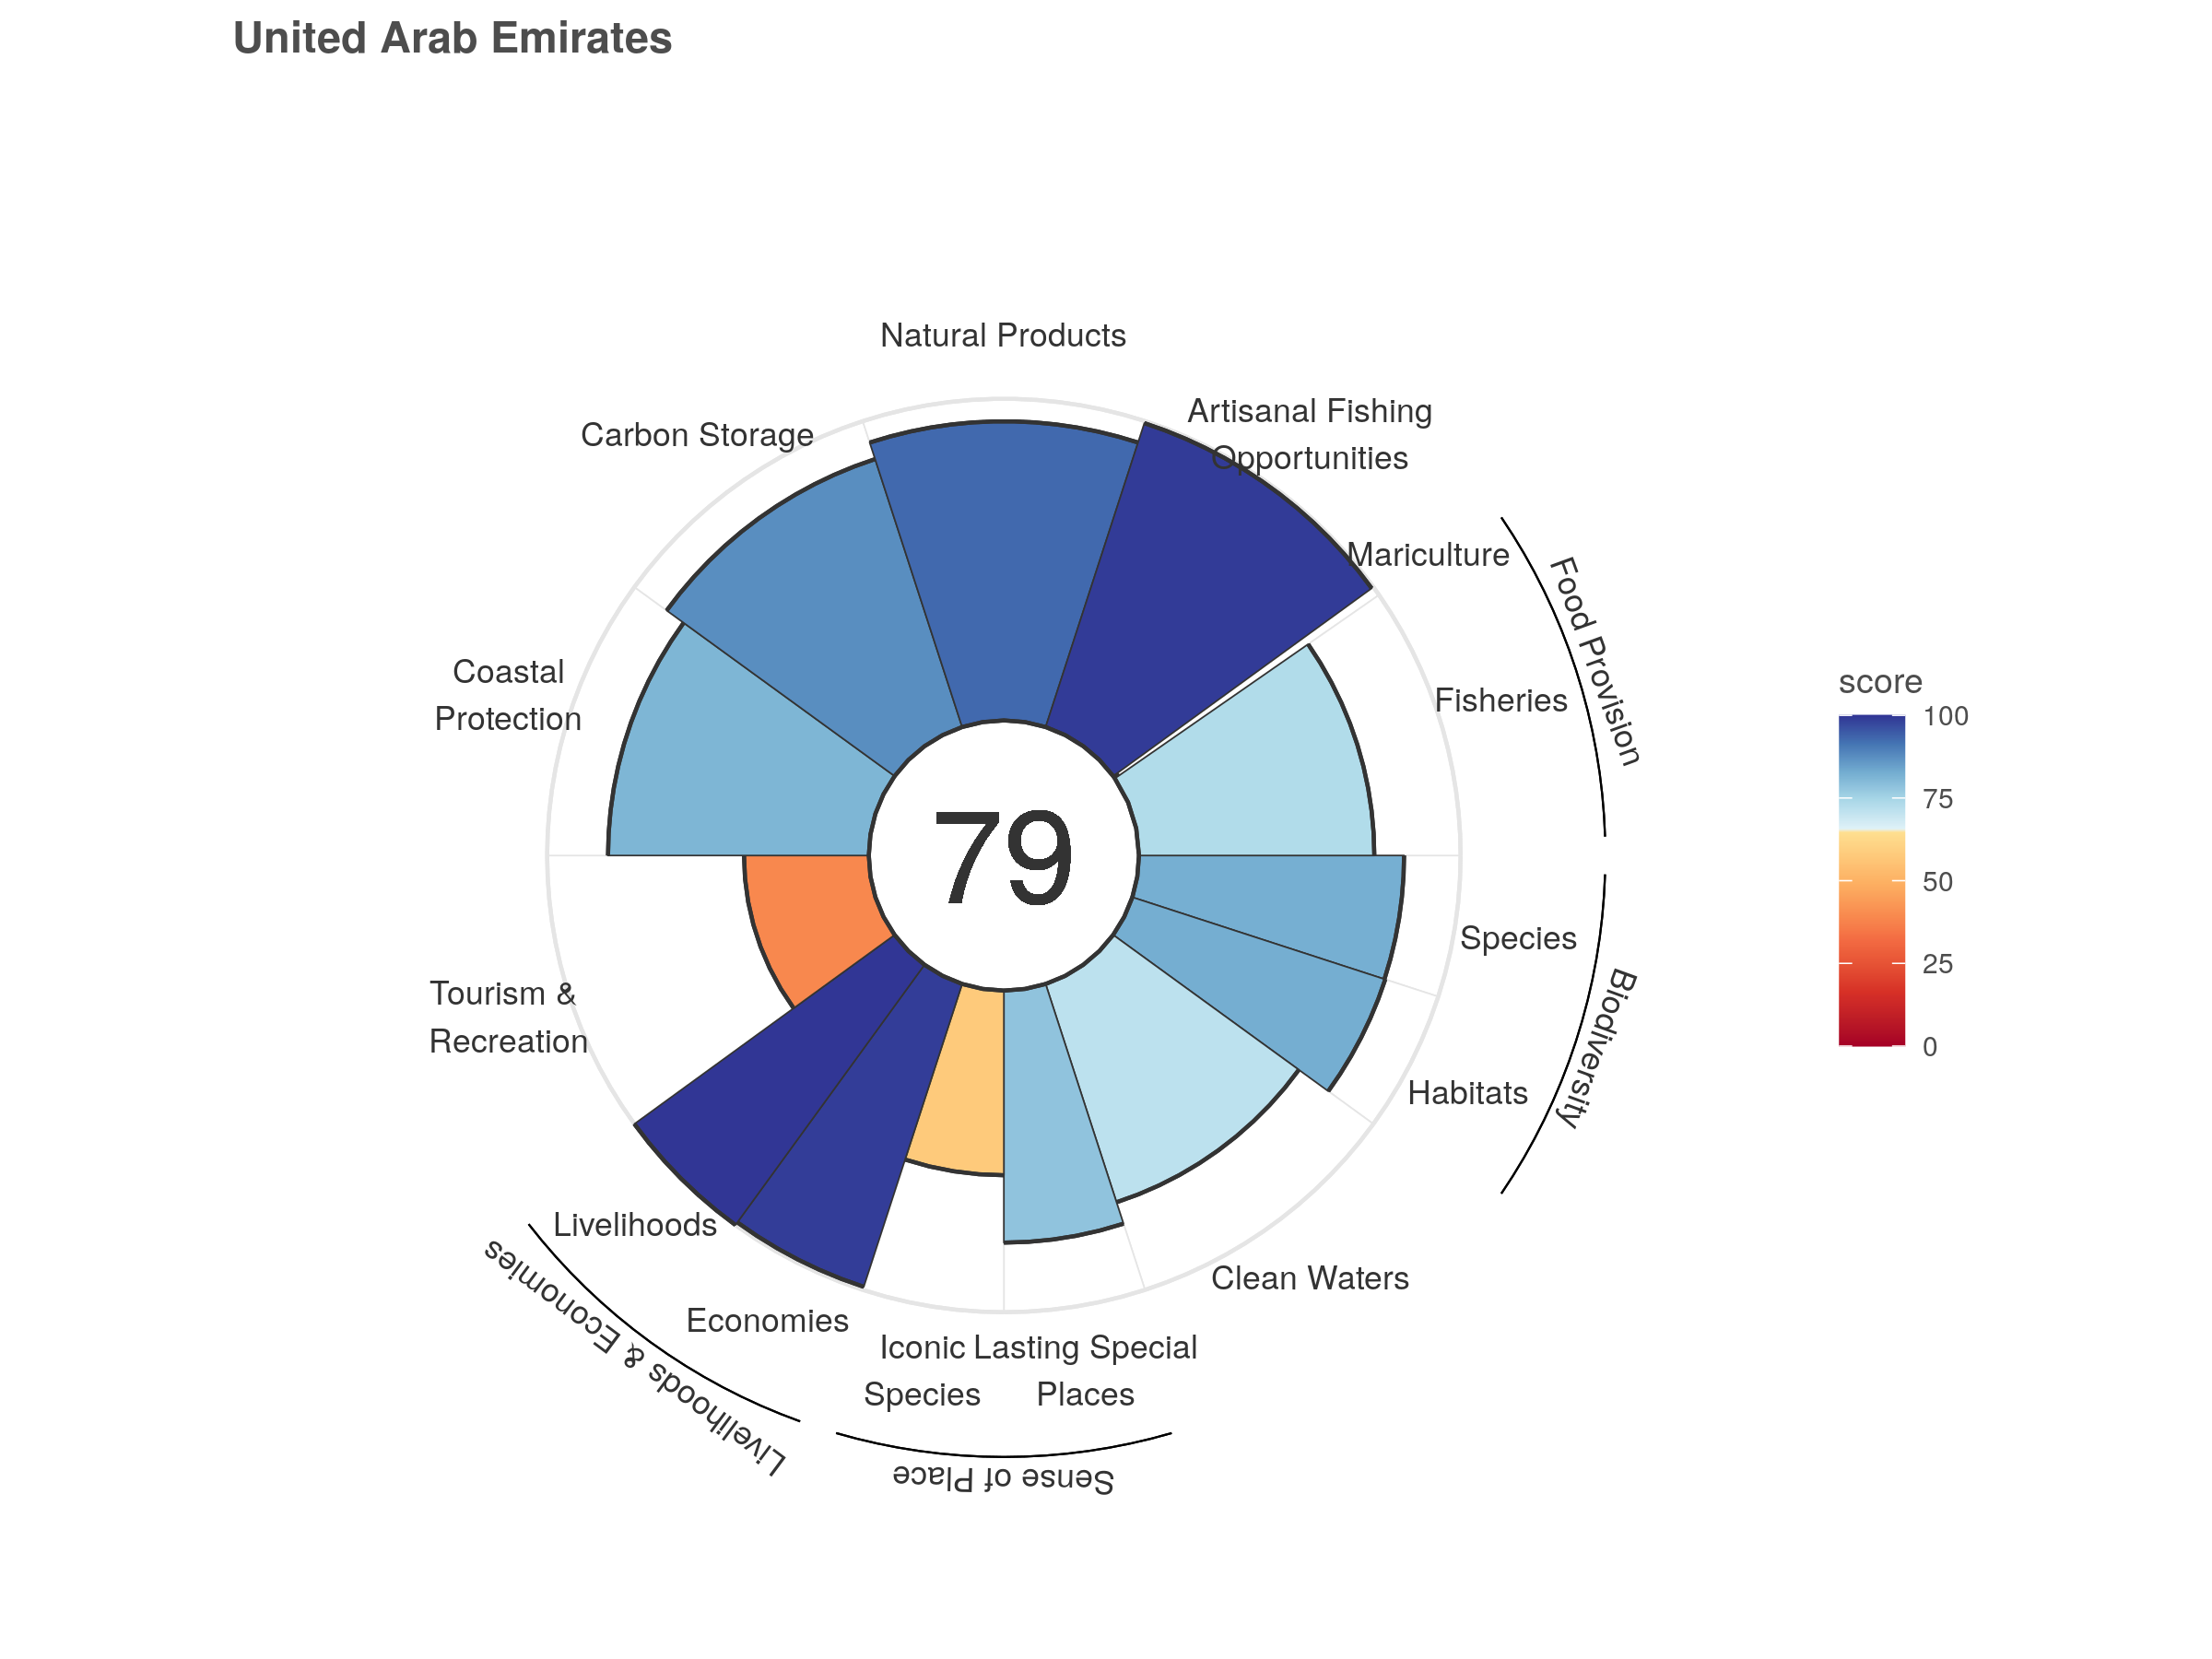 United Arab Emirates
Natural Products
Artisanal Fishing
Opportunities
Carbon Storage
Mariculture
Food Provision
Fisheries
Coastal
Protection
score
100
75
50
25
0
79
Species
Biodiversity
Habitats
Tourism &
Recreation
Livelihoods
Livelihoods & Economies
Economies
Clean Waters
Iconic
Species
Lasting Special
Places
Sense of Place